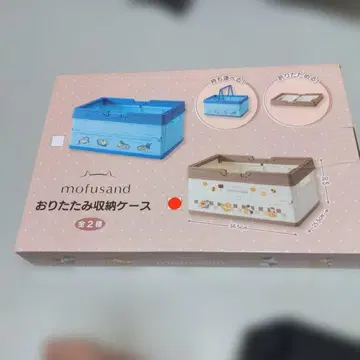 持ち運べる
折りたためる
mofusand
おりたたみ収納ケース
全2種